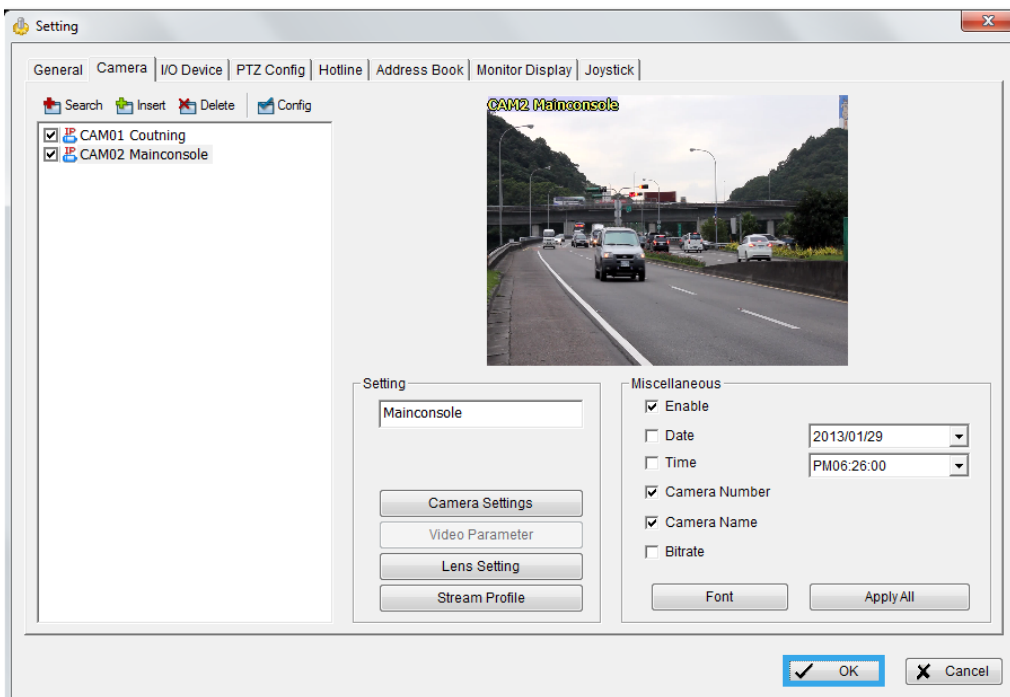 Setting
General Camera I/O Device PTZ Config Hotline Address Book Monitor Display Joystick
Search Insert Delete Config
IP CAM01 Coutning
IP CAM02 Mainconsole
CAM2 Mainconsole
Setting
Mainconsole
Camera Settings
Video Parameter
Lens Setting
Stream Profile
Miscellaneous
Enable
Date 2013/01/29
Time PM06:26:00
Camera Number
Camera Name
Bitrate
Font Apply All
OK Cancel